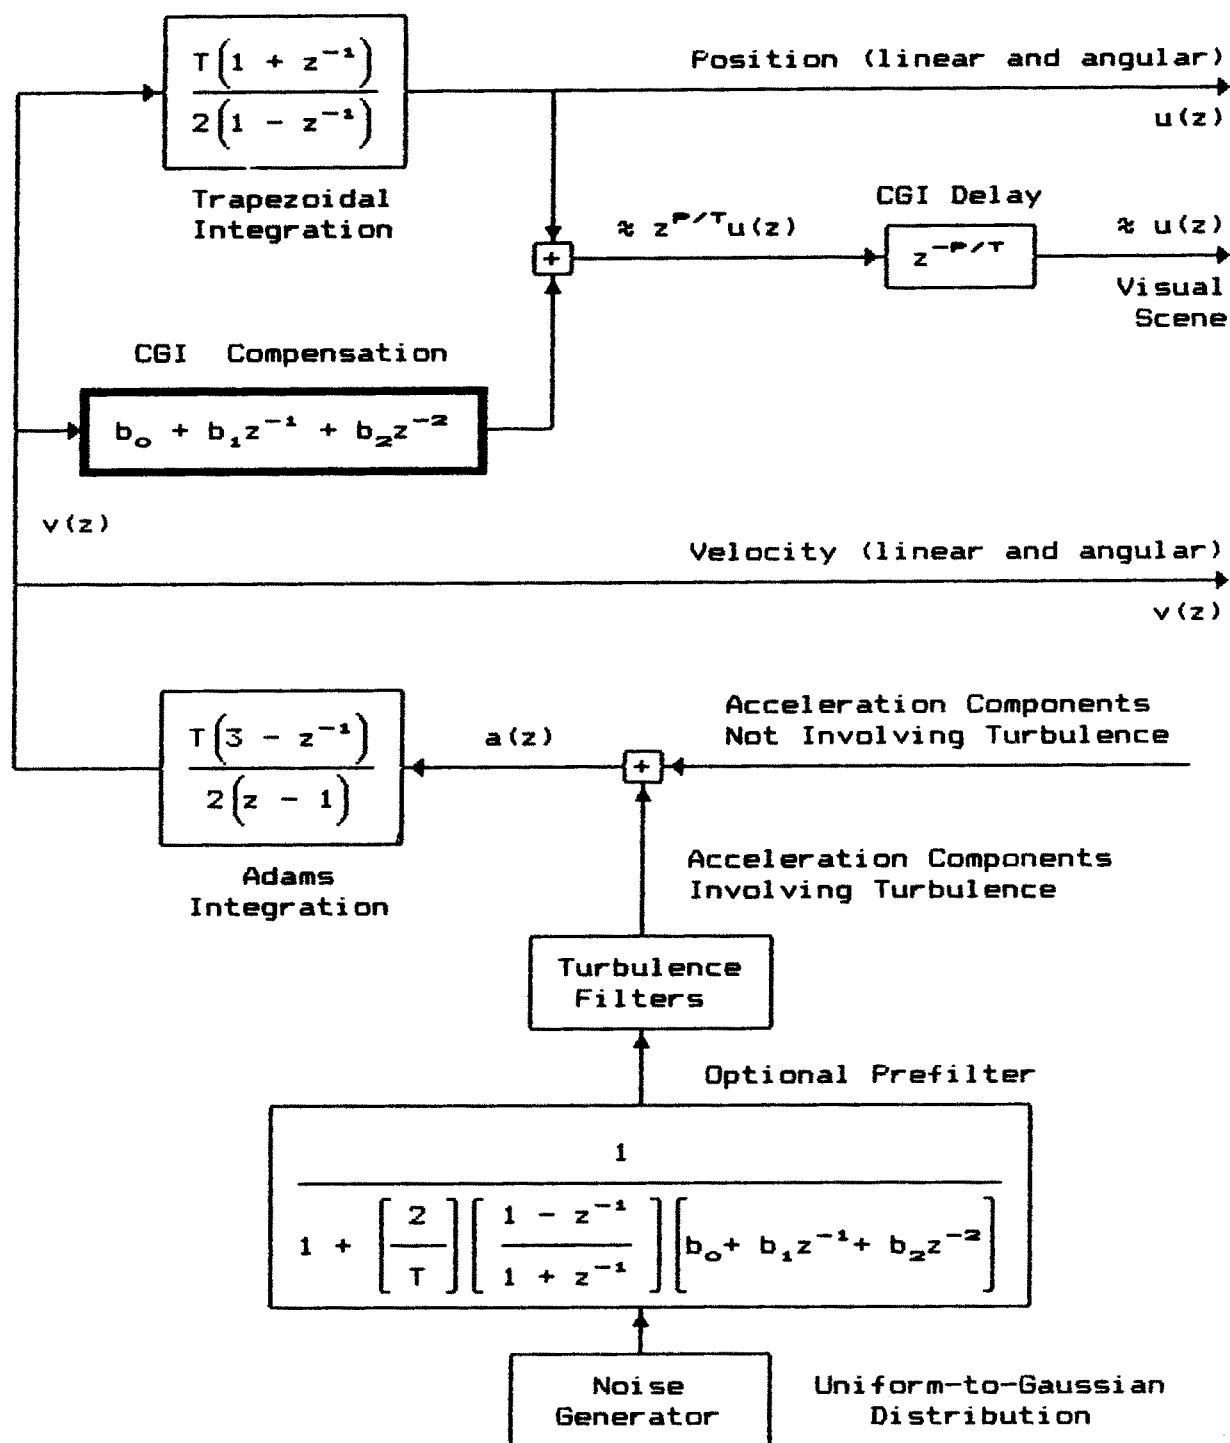 T(1 + z⁻¹)
2(1 - z⁻¹)
Trapezoidal
Integration
Position (linear and angular)
u(z)
CGI Delay
≈ z^P/T u(z)
+
z^-P/T
≈ u(z)
Visual
Scene
CGI Compensation
b₀ + b₁z⁻¹ + b₂z⁻²
v(z)
Velocity (linear and angular)
v(z)
T(3 - z⁻¹)
2(z - 1)
Adams
Integration
a(z)
+
Acceleration Components
Not Involving Turbulence
Acceleration Components
Involving Turbulence
Turbulence
Filters
Optional Prefilter
1
1 + [2/T][(1 - z⁻¹)/(1 + z⁻¹)][b₀+ b₁z⁻¹+ b₂z⁻²]
Noise
Generator
Uniform-to-Gaussian
Distribution